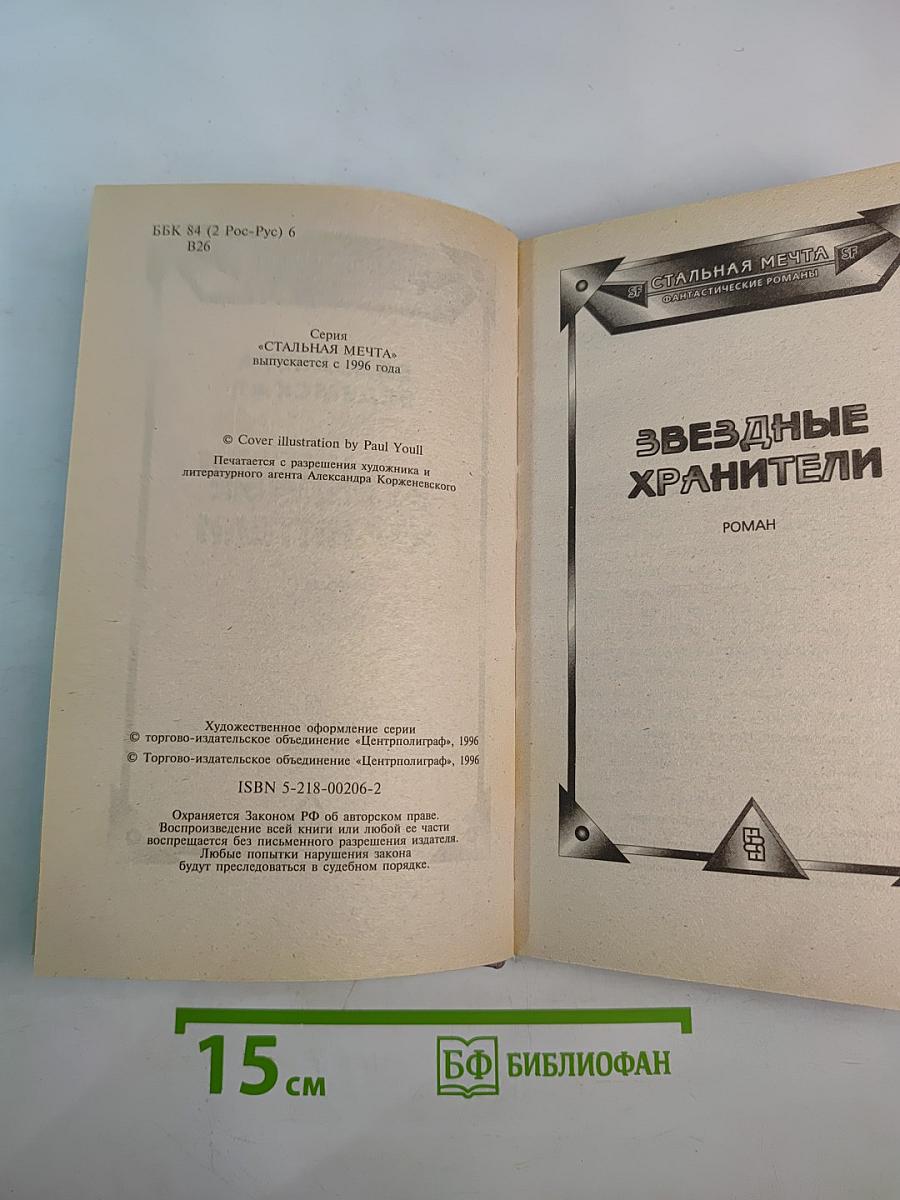 ББК 84 (2 Рос-Рус) 6
В26
Серия
«СТАЛЬНАЯ МЕЧТА»
выпускается с 1996 года
© Cover illustration by Paul Youll
Печатается с разрешения художника и
литературного агента Александра Корженевского
Художественное оформление серии
© торгово-издательское объединение «Центрполиграф», 1996
© Торгово-издательское объединение «Центрполиграф», 1996
ISBN 5-218-00206-2
Охраняется Законом РФ об авторском праве.
Воспроизведение всей книги или любой ее части
воспрещается без письменного разрешения издателя.
Любые попытки нарушения закона
будут преследоваться в судебном порядке.
SF СТАЛЬНАЯ МЕЧТА SF
ФАНТАСТИЧЕСКИЕ РОМАНЫ
ЗВЕЗДНЫЕ
ХРАНИТЕЛИ
РОМАН
15 см
БФ БИБЛИОФАН